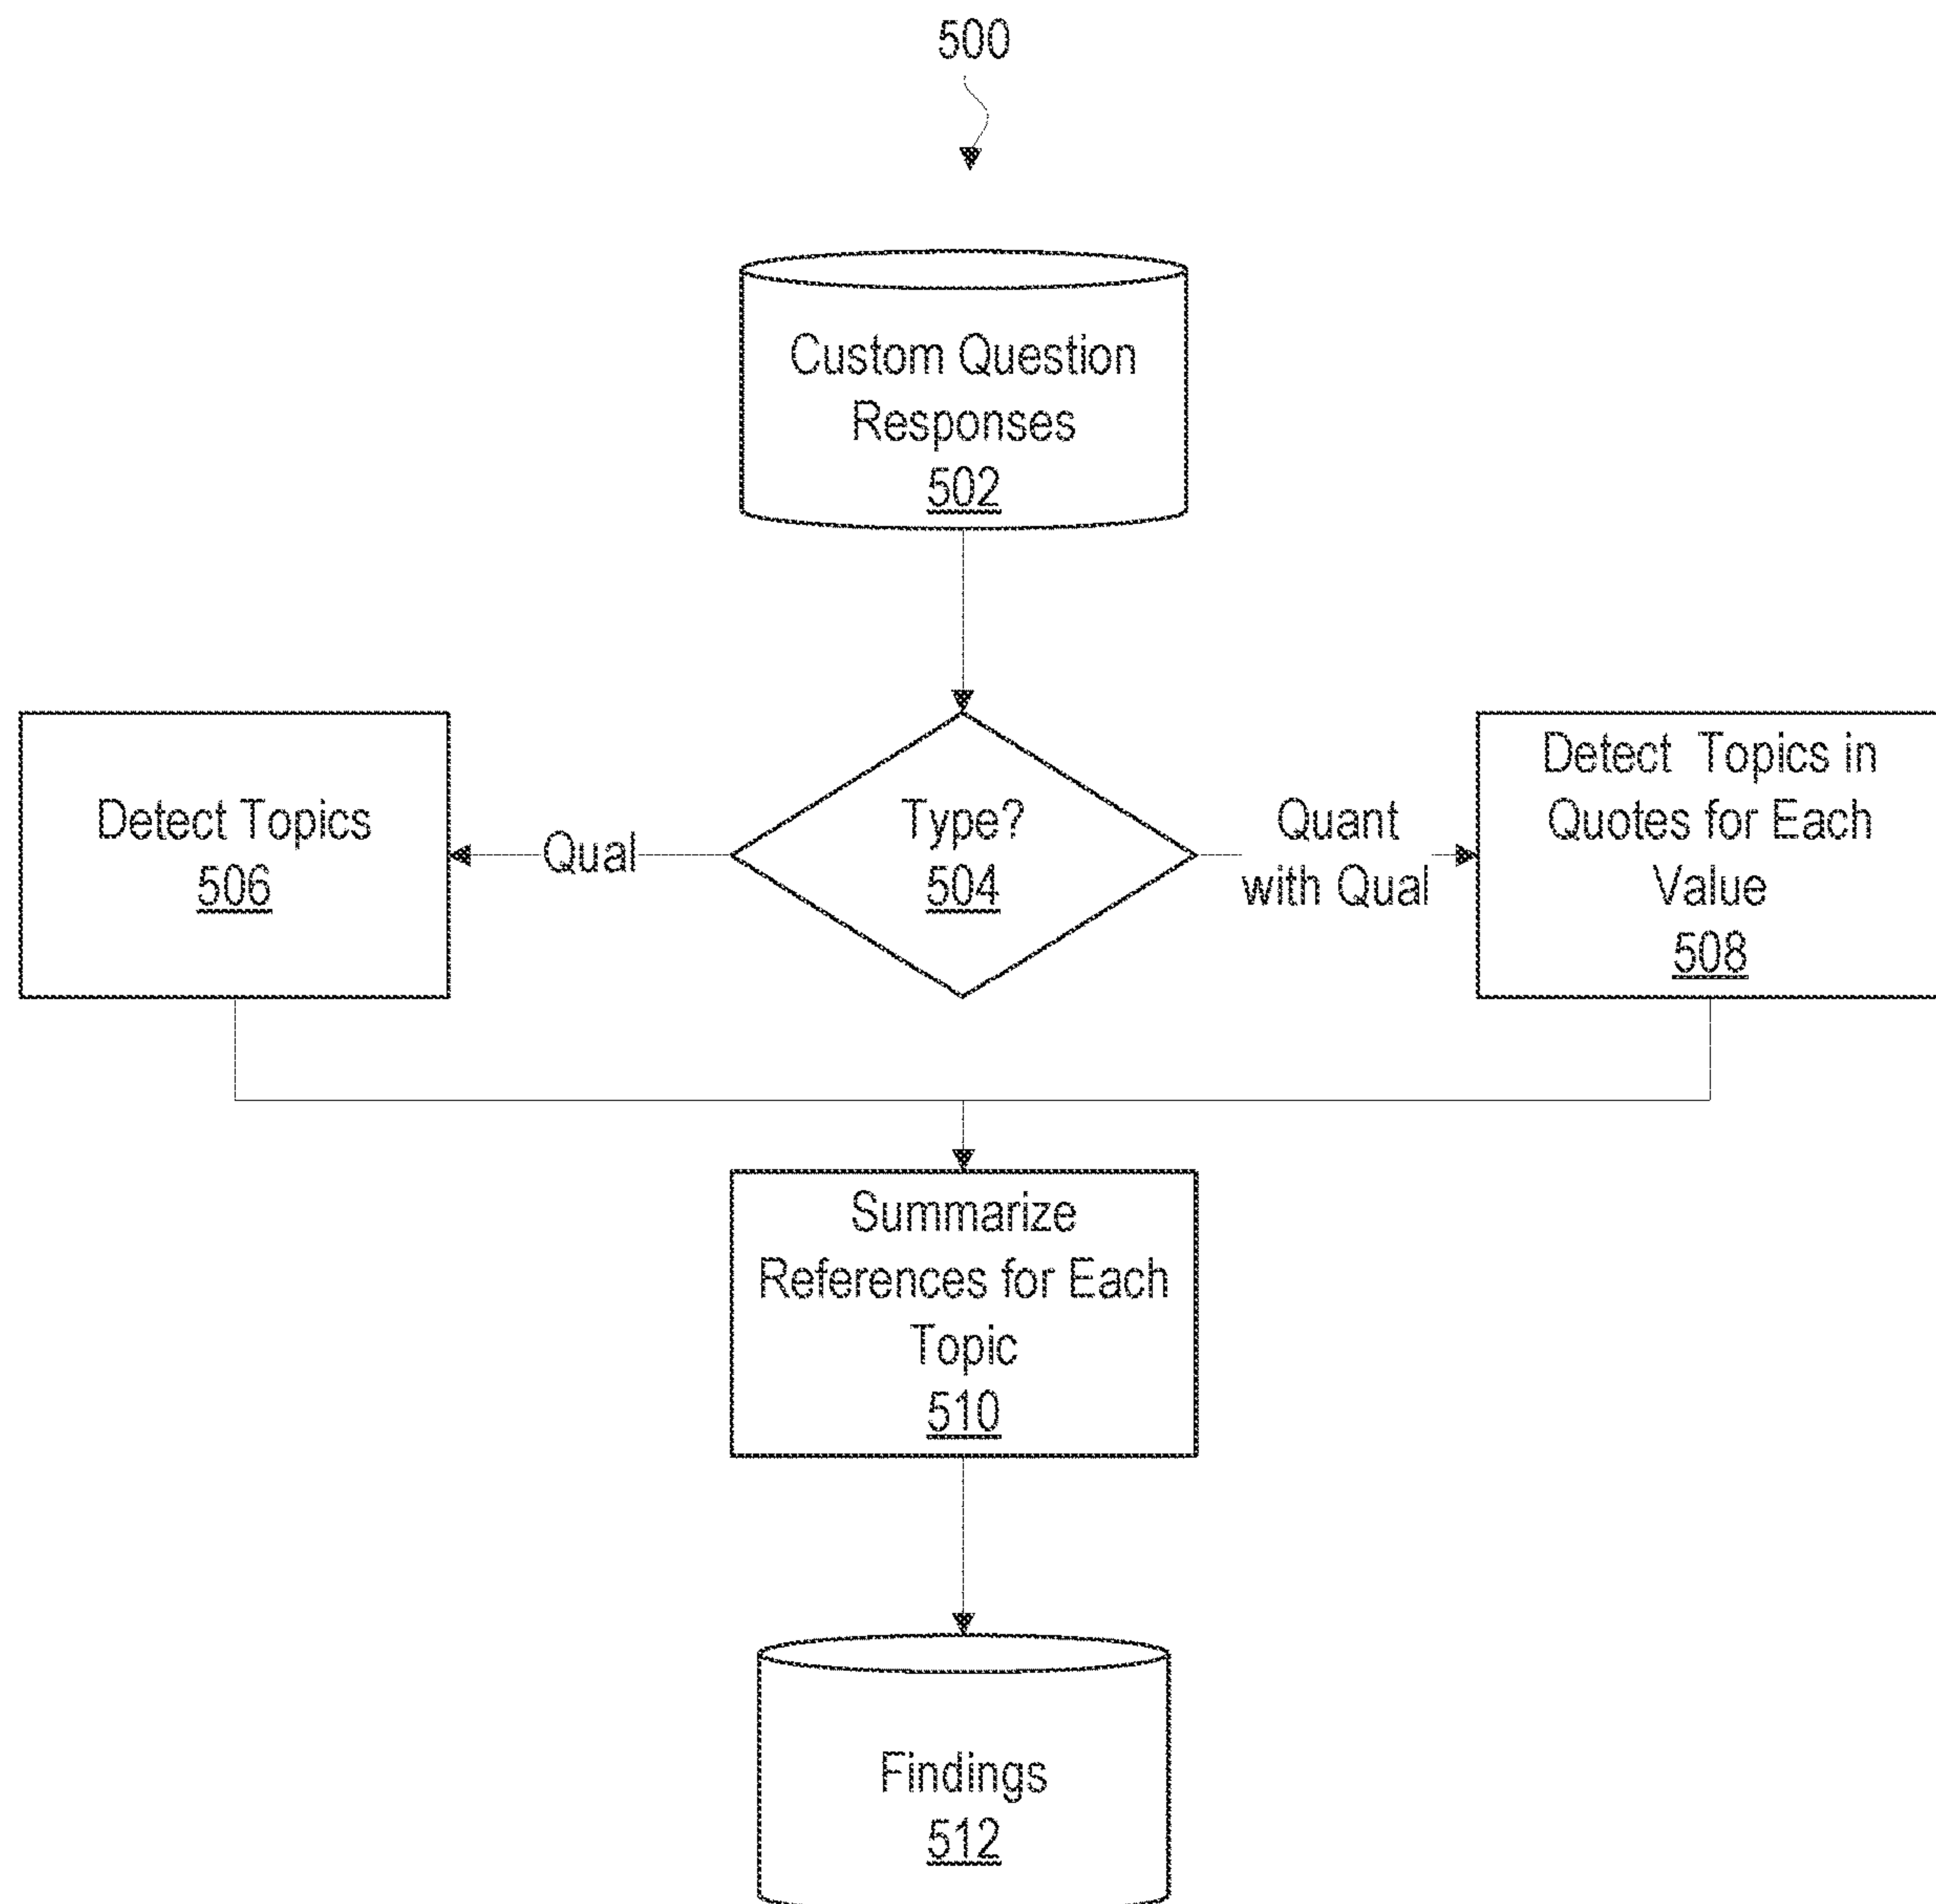 500
Custom Question
Responses
502
Detect Topics
506
Qual
Type?
504
Quant
with Qual
Detect Topics in
Quotes for Each
Value
508
Summarize
References for Each
Topic
510
Findings
512